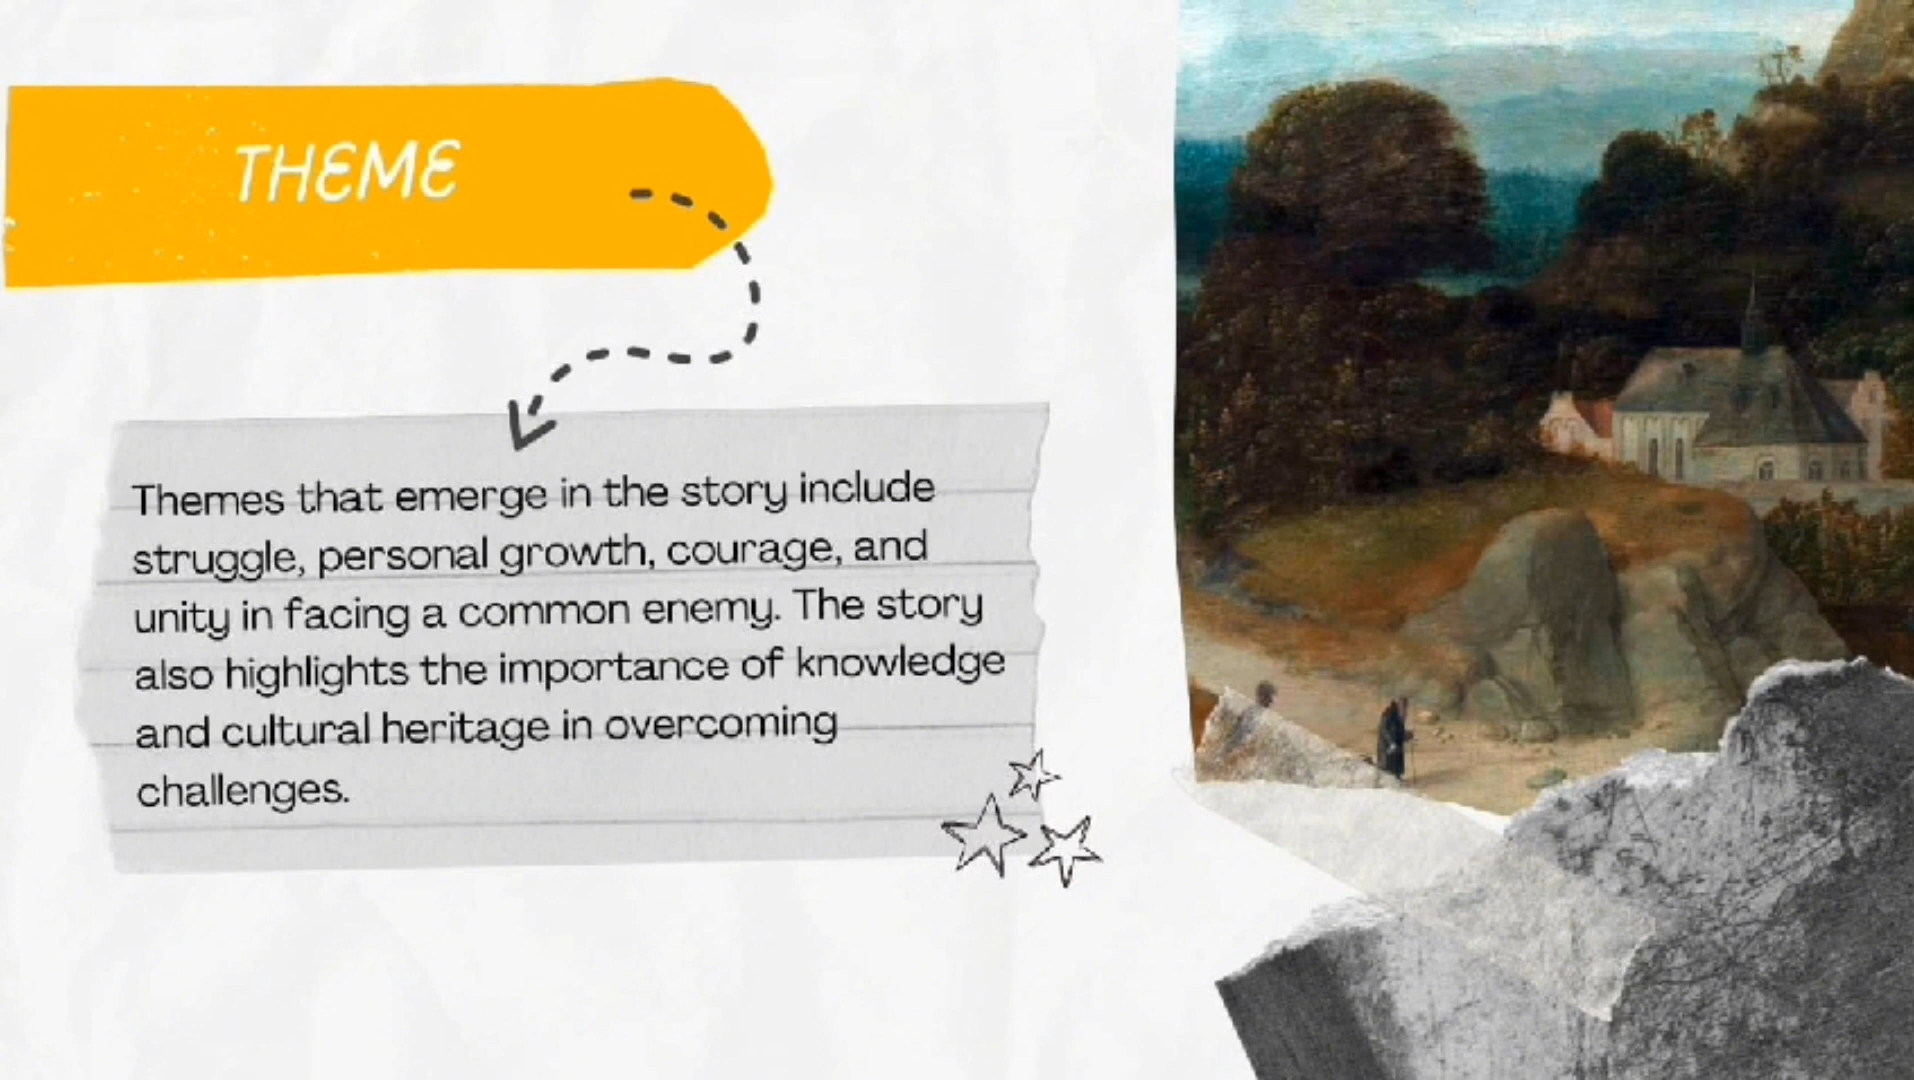 THEME
Themes that emerge in the story include
struggle, personal growth, courage, and
unity in facing a common enemy. The story
also highlights the importance of knowledge
and cultural heritage in overcoming
challenges.